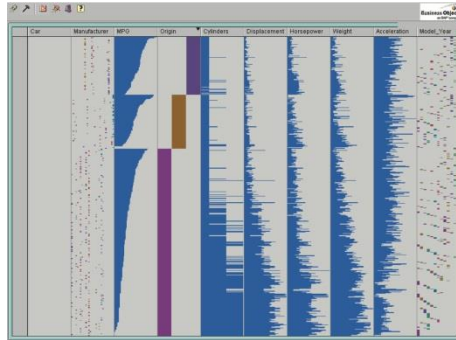 Business Objects
Car Manufacturer MPG Origin Cylinders Displacement Horsepower Weight Acceleration Model_Year